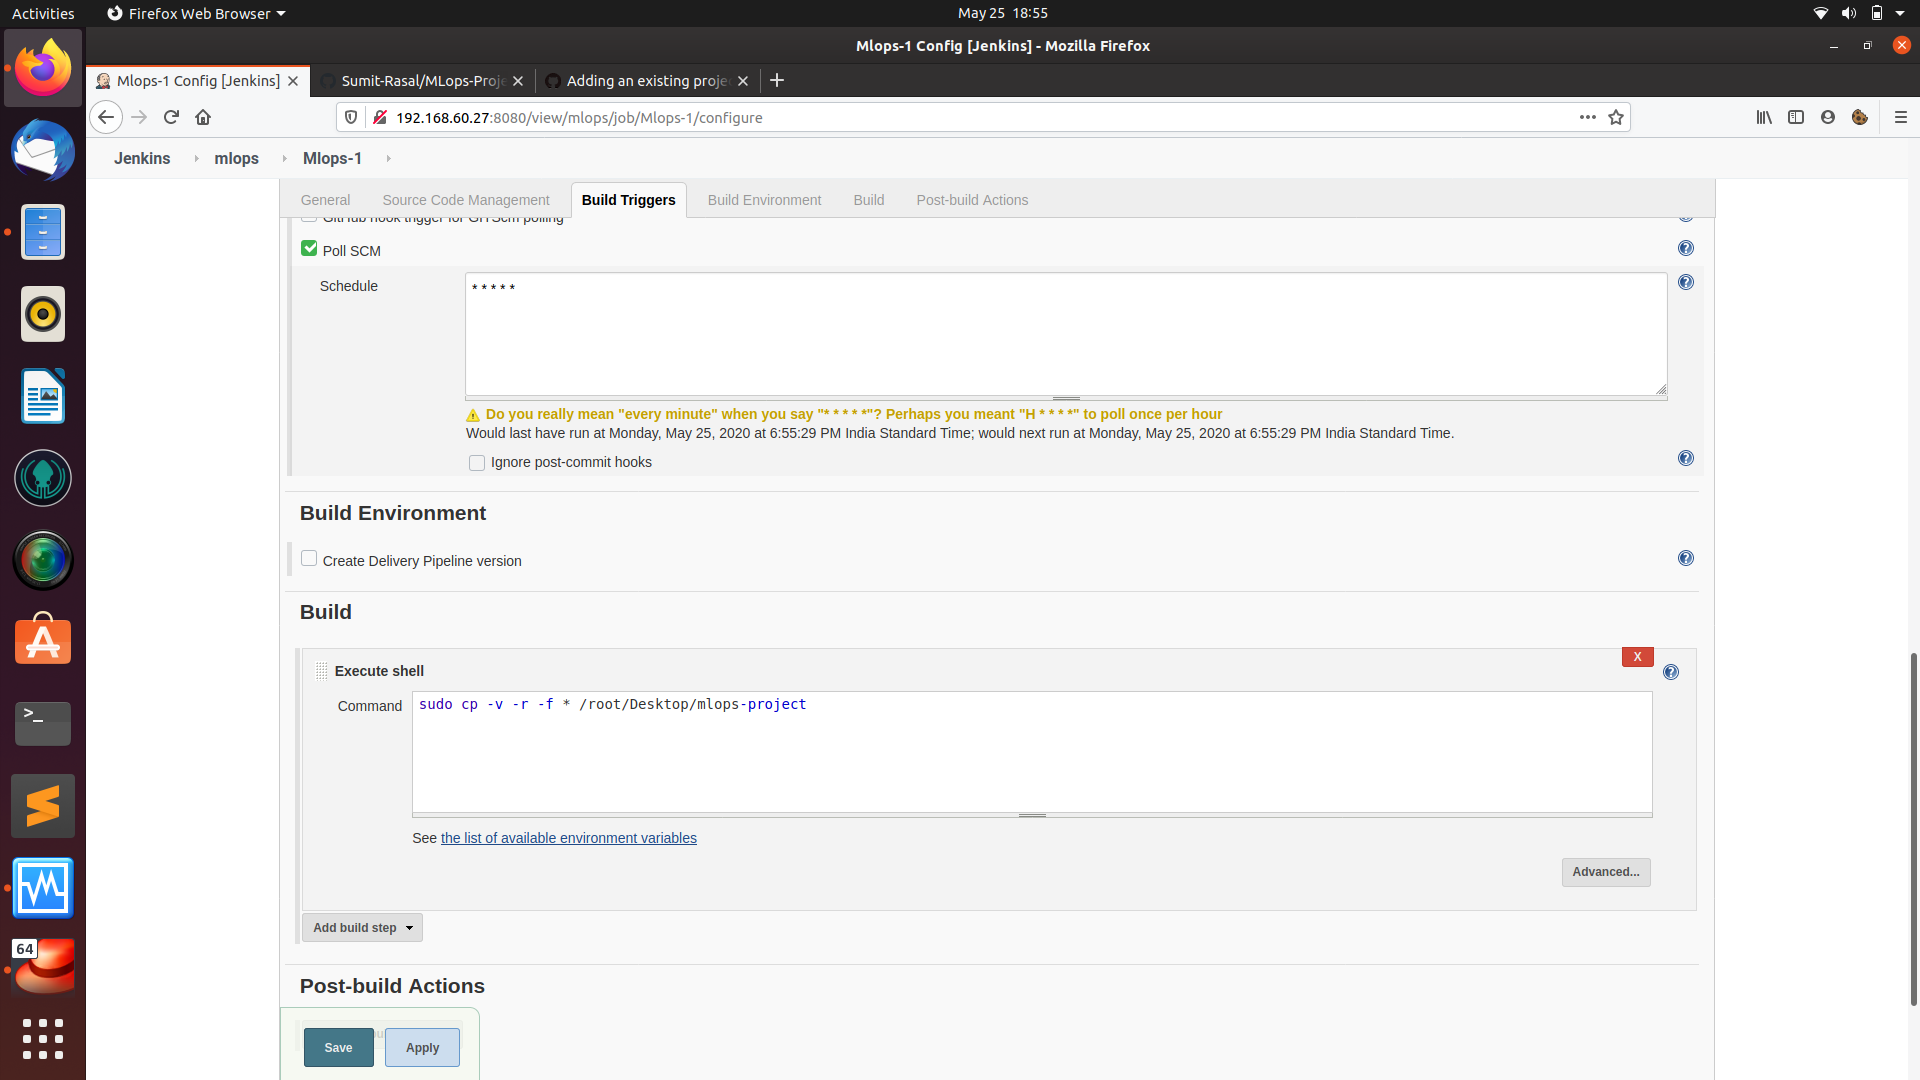 Activities
Firefox Web Browser
May 25 18:55
Mlops-1 Config [Jenkins] - Mozilla Firefox
Mlops-1 Config [Jenkins]
Sumit-Rasal/MLops-Proje
Adding an existing proje
192.168.60.27:8080/view/mlops/job/Mlops-1/configure
Jenkins
mlops
Mlops-1
General
Source Code Management
Build Triggers
Build Environment
Build
Post-build Actions
GitHub hook trigger for GITScm polling
Poll SCM
Schedule
* * * * *
Do you really mean "every minute" when you say "* * * * *"? Perhaps you meant "H * * * *" to poll once per hour
Would last have run at Monday, May 25, 2020 at 6:55:29 PM India Standard Time; would next run at Monday, May 25, 2020 at 6:55:29 PM India Standard Time.
Ignore post-commit hooks
Build Environment
Create Delivery Pipeline version
Build
X
Execute shell
Command
sudo cp -v -r -f * /root/Desktop/mlops-project
See the list of available environment variables
Advanced...
Add build step
64
Post-build Actions
Save
Apply